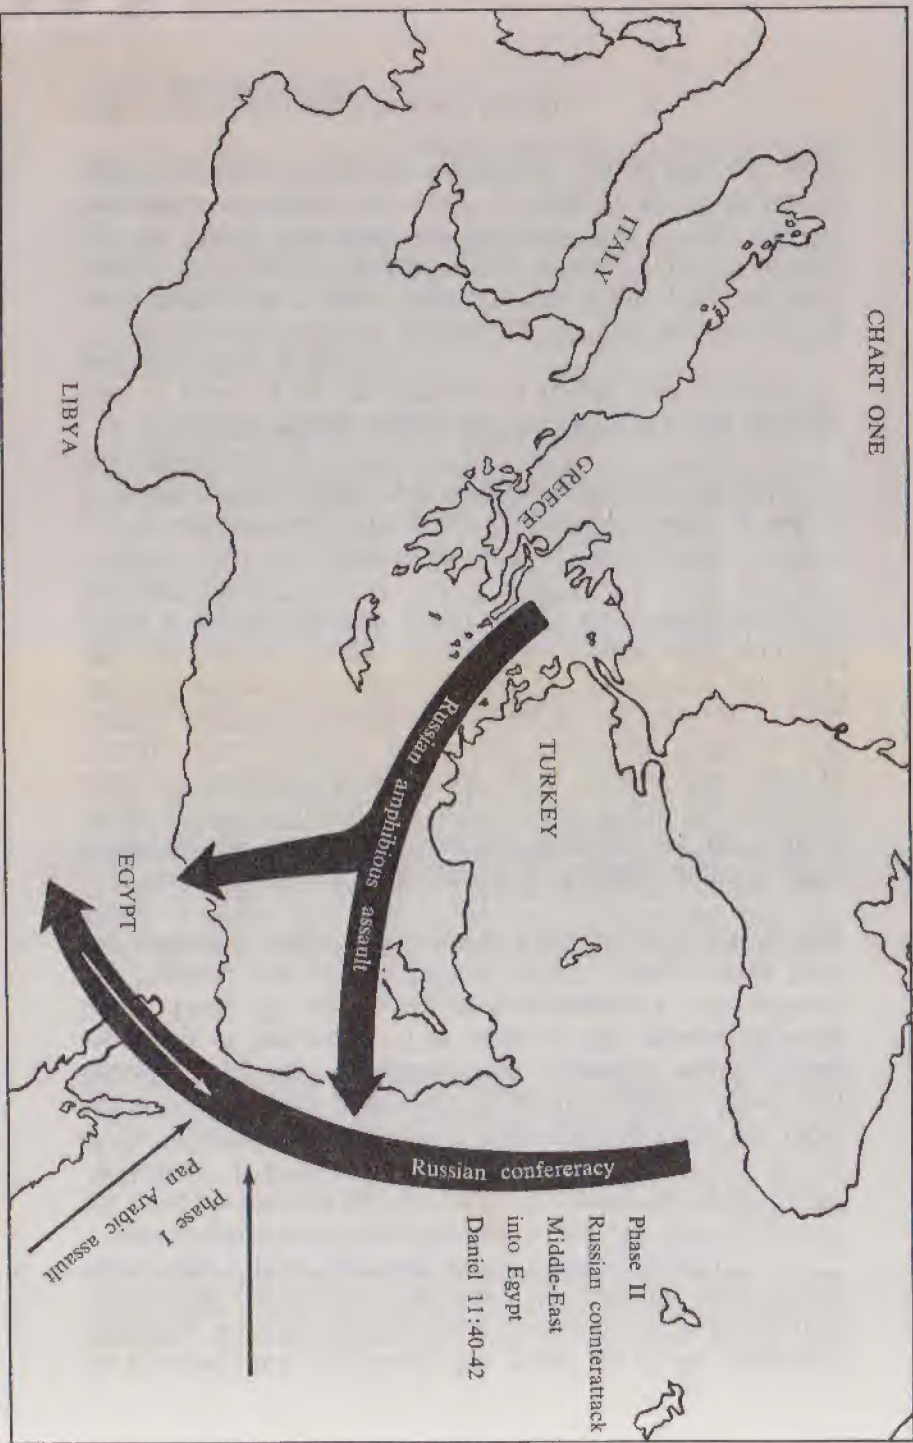 CHART ONE
ITALY
GREECE
TURKEY
LIBYA
EGYPT
Russian amphibious assault
Russian confereracy
Phase II
Russian counterattack
Middle-East
into Egypt
Daniel 11:40-42
Phase I
Pan Arabic assault